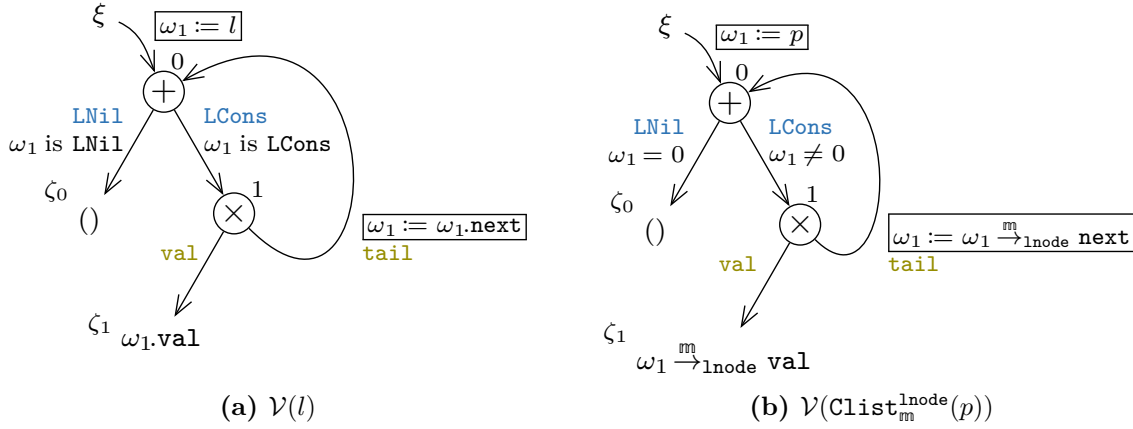 ξ
ω₁ := l
0
+
LNil
ω₁ is LNil
LCons
ω₁ is LCons
ζ₀
()
1
×
val
ω₁ := ω₁.next
tail
ζ₁ ω₁.val
(a) 𝒱(l)
ξ
ω₁ := p
0
+
LNil
ω₁ = 0
LCons
ω₁ ≠ 0
ζ₀
()
1
×
val
ω₁ := ω₁ →^𝕞_lnode next
tail
ζ₁
ω₁ →^𝕞_lnode val
(b) 𝒱(Clist^lnode_𝕞(p))